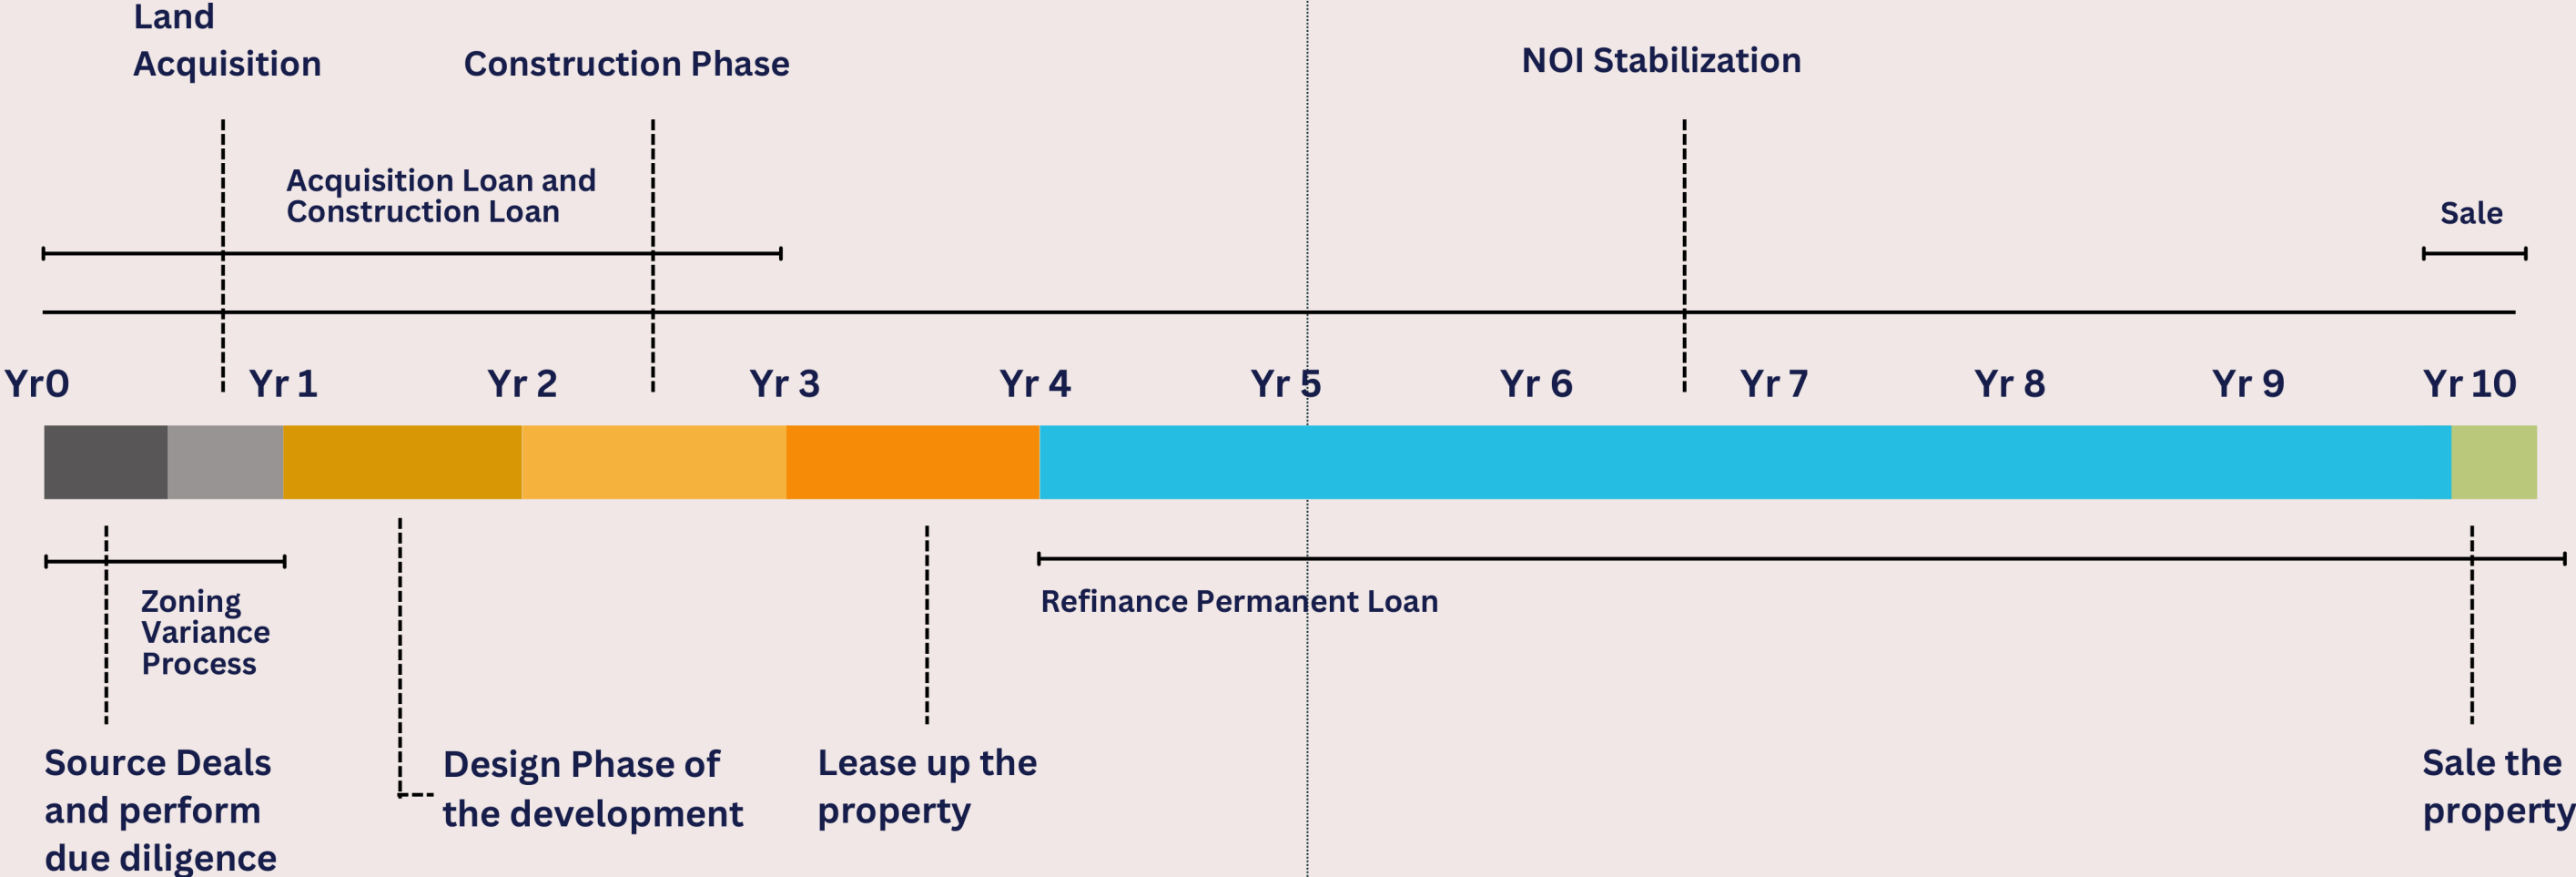 Land
Acquisition
Construction Phase
NOI Stabilization
Acquisition Loan and
Construction Loan
Sale
Yr0
Yr 1
Yr 2
Yr 3
Yr 4
Yr 5
Yr 6
Yr 7
Yr 8
Yr 9
Yr 10
Zoning
Variance
Process
Refinance Permanent Loan
Source Deals
and perform
due diligence
Design Phase of
the development
Lease up the
property
Sale the
property